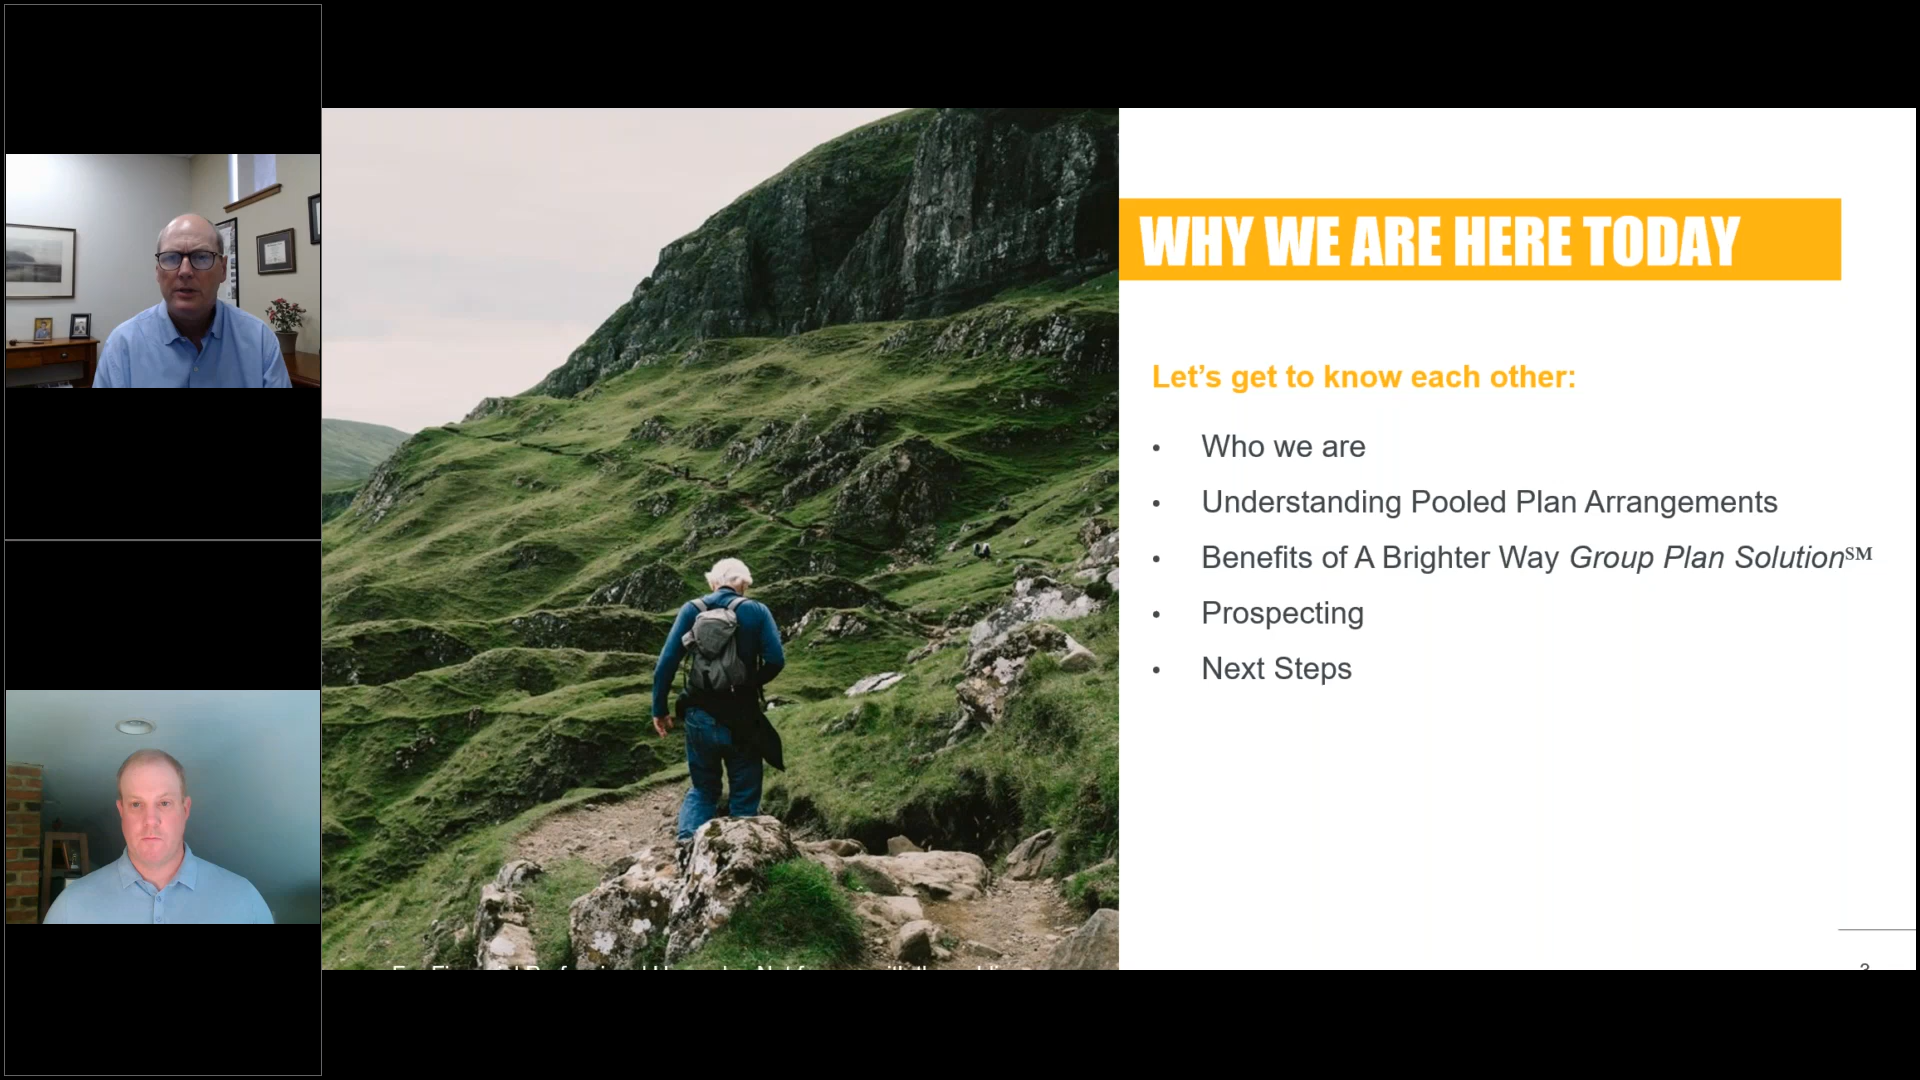 WHY WE ARE HERE TODAY
Let’s get to know each other:
• Who we are
• Understanding Pooled Plan Arrangements
• Benefits of A Brighter Way Group Plan Solution℠
• Prospecting
• Next Steps